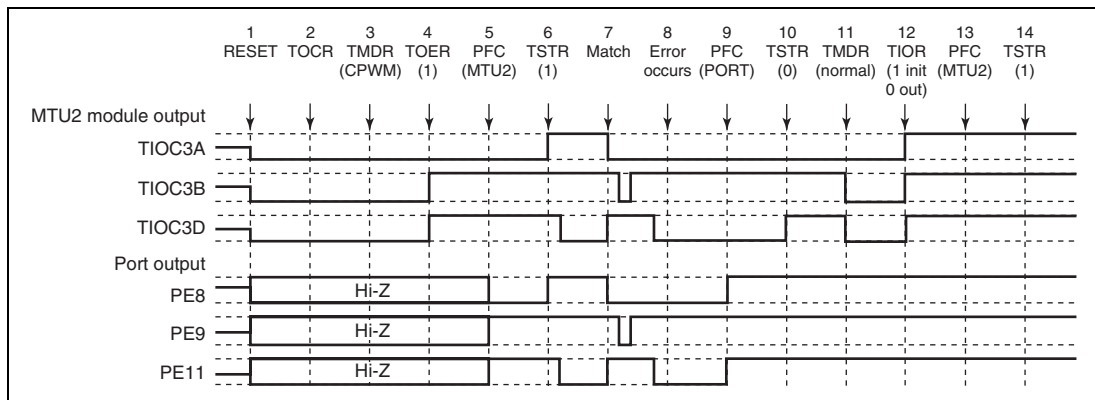 1 2 3 4 5 6 7 8 9 10 11 12 13 14
RESET TOCR TMDR TOER PFC TSTR Match Error PFC TSTR TMDR TIOR PFC TSTR
(CPWM) (1) (MTU2) (1) occurs (PORT) (0) (normal) (1 init (MTU2) (1)
0 out)
MTU2 module output
TIOC3A
TIOC3B
TIOC3D
Port output
PE8 Hi-Z
PE9 Hi-Z
PE11 Hi-Z